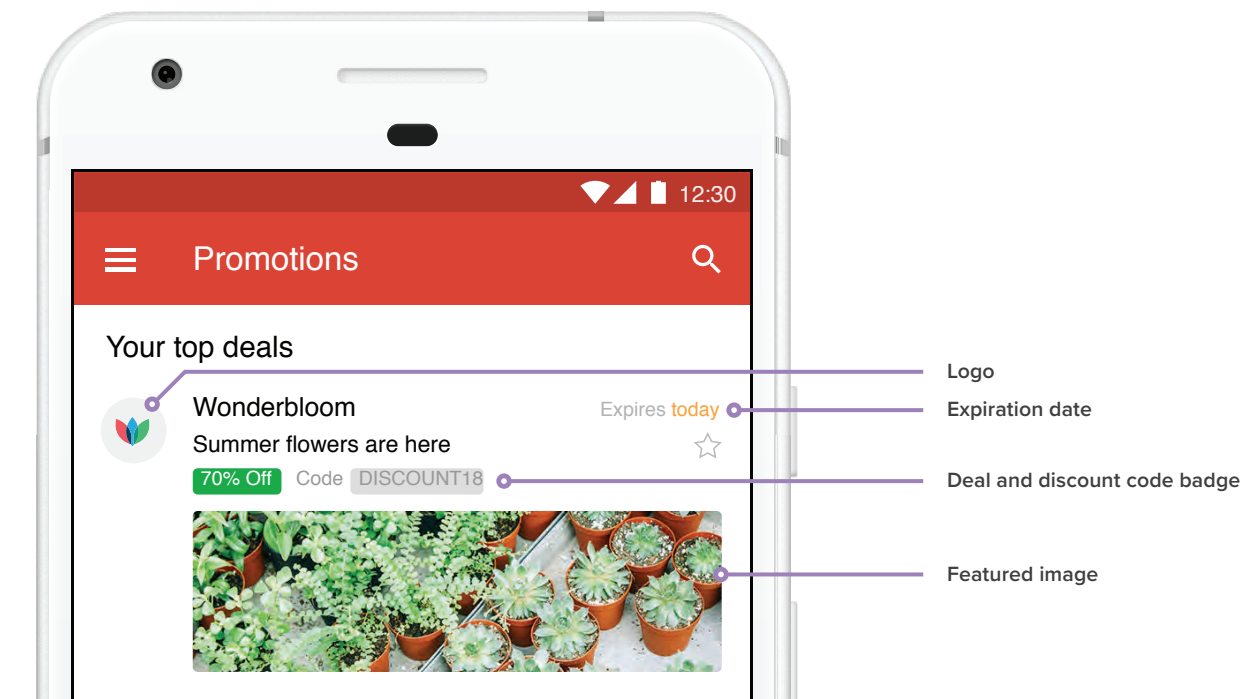 12:30
Promotions
Your top deals
Logo
Wonderbloom
Expires today
Expiration date
Summer flowers are here
70% Off Code DISCOUNT18
Deal and discount code badge
Featured image